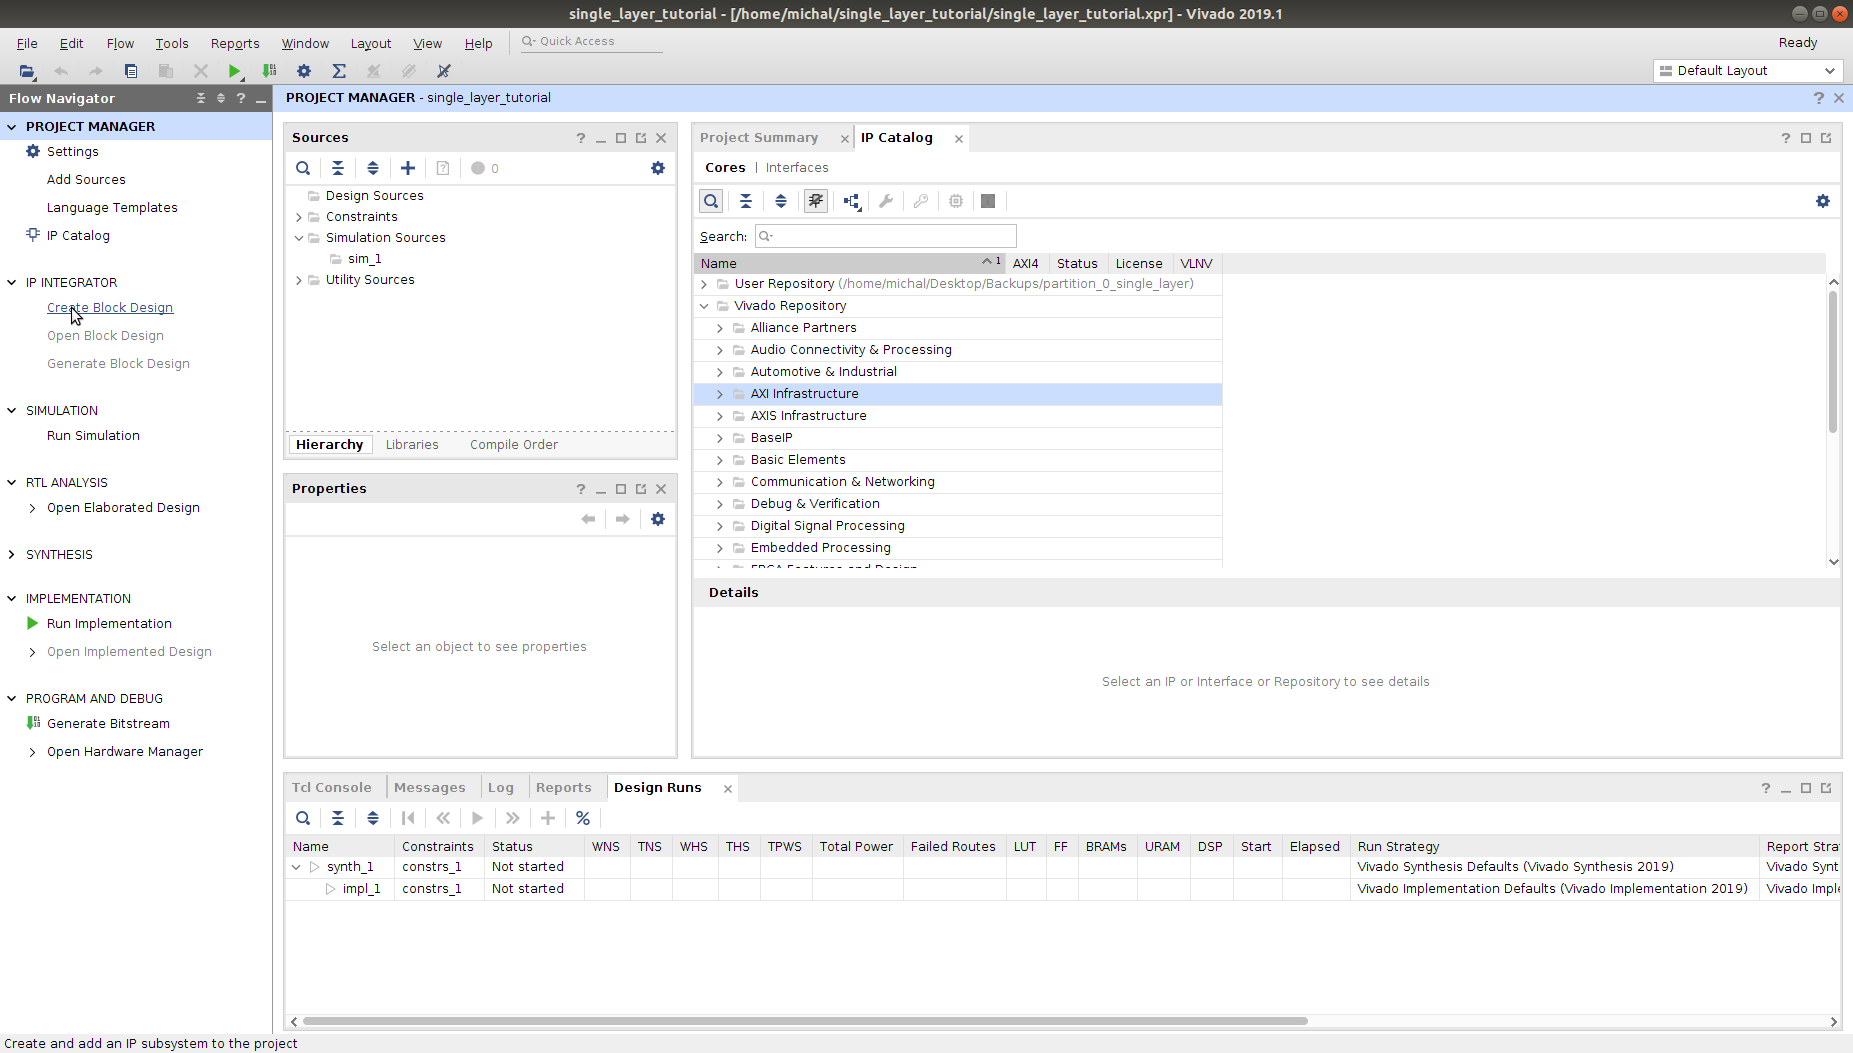 single_layer_tutorial - [/home/michal/single_layer_tutorial/single_layer_tutorial.xpr] - Vivado 2019.1
File Edit Flow Tools Reports Window Layout View Help Quick Access Ready
Default Layout
Flow Navigator
PROJECT MANAGER
Settings
Add Sources
Language Templates
IP Catalog
IP INTEGRATOR
Create Block Design
Open Block Design
Generate Block Design
SIMULATION
Run Simulation
RTL ANALYSIS
Open Elaborated Design
SYNTHESIS
IMPLEMENTATION
Run Implementation
Open Implemented Design
PROGRAM AND DEBUG
Generate Bitstream
Open Hardware Manager
PROJECT MANAGER - single_layer_tutorial
Sources
0
Design Sources
Constraints
Simulation Sources
sim_1
Utility Sources
Hierarchy Libraries Compile Order
Properties
Select an object to see properties
Project Summary IP Catalog
Cores | Interfaces
Search:
Name 1 AXI4 Status License VLNV
User Repository (/home/michal/Desktop/Backups/partition_0_single_layer)
Vivado Repository
Alliance Partners
Audio Connectivity & Processing
Automotive & Industrial
AXI Infrastructure
AXIS Infrastructure
BaseIP
Basic Elements
Communication & Networking
Debug & Verification
Digital Signal Processing
Embedded Processing
FPGA Features and Design
Details
Select an IP or Interface or Repository to see details
Tcl Console Messages Log Reports Design Runs
Name Constraints Status WNS TNS WHS THS TPWS Total Power Failed Routes LUT FF BRAMs URAM DSP Start Elapsed Run Strategy Report Stra
synth_1 constrs_1 Not started Vivado Synthesis Defaults (Vivado Synthesis 2019) Vivado Synt
impl_1 constrs_1 Not started Vivado Implementation Defaults (Vivado Implementation 2019) Vivado Imple
Create and add an IP subsystem to the project